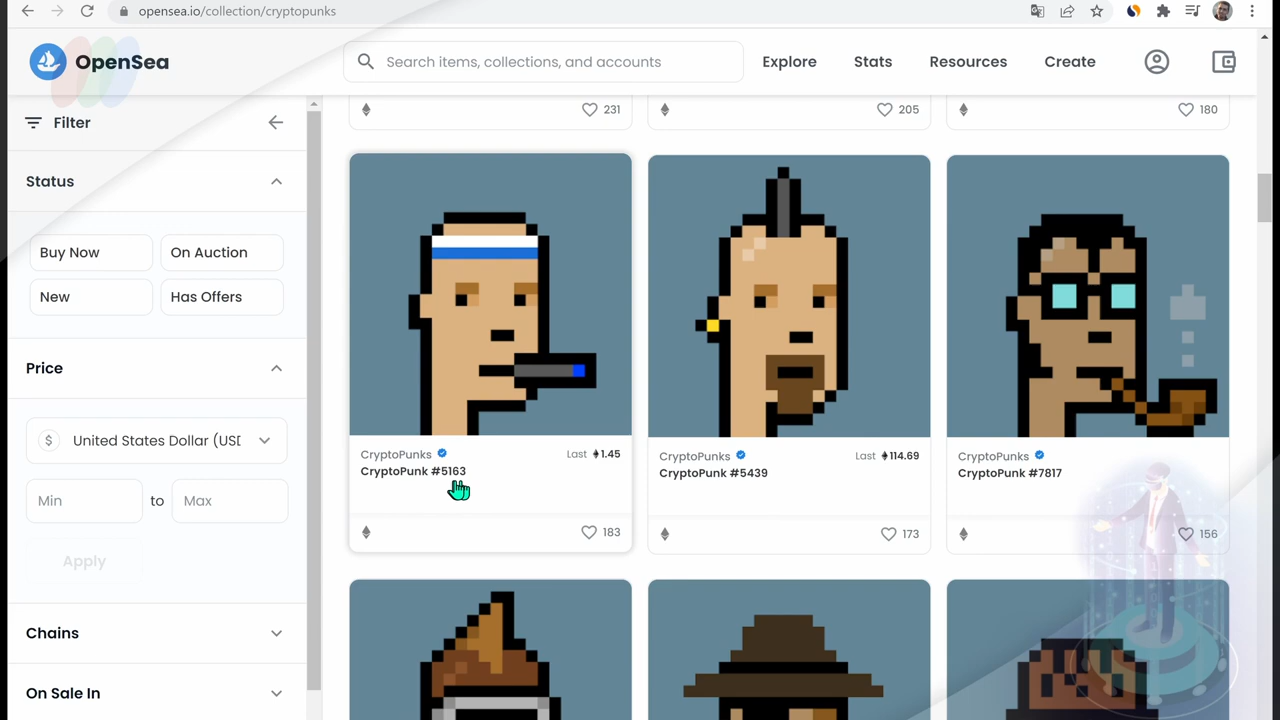 opensea.io/collection/cryptopunks
OpenSea
Search items, collections, and accounts
Explore
Stats
Resources
Create
Filter
231
205
180
Status
Buy Now
On Auction
New
Has Offers
Price
$ United States Dollar (USD
Min
to
Max
Apply
Chains
On Sale In
CryptoPunks
Last 1.45
CryptoPunk #5163
183
CryptoPunks
Last 114.69
CryptoPunk #5439
173
CryptoPunks
CryptoPunk #7817
156